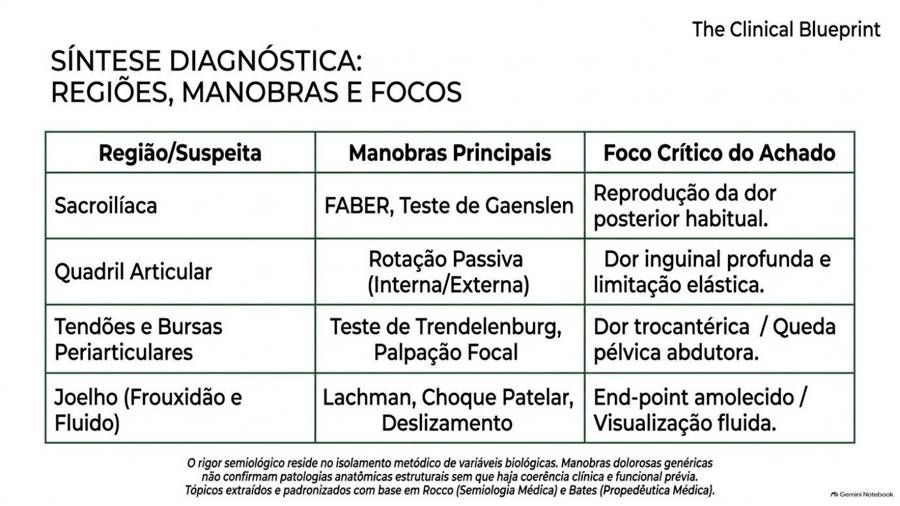 The Clinical Blueprint
SÍNTESE DIAGNÓSTICA:
REGIÕES, MANOBRAS E FOCOS
Região/Suspeita
Manobras Principais
Foco Crítico do Achado
Sacroilíaca
FABER, Teste de Gaenslen
Reprodução da dor
posterior habitual.
Quadril Articular
Rotação Passiva
(Interna/Externa)
Dor inguinal profunda e
limitação elástica.
Tendões e Bursas
Periarticulares
Teste de Trendelenburg,
Palpação Focal
Dor trocantérica / Queda
pélvica abdutora.
Joelho (Frouxidão e
Fluido)
Lachman, Choque Patelar,
Deslizamento
End-point amolecido /
Visualização fluida.
O rigor semiológico reside no isolamento metódico de variáveis biológicas. Manobras dolorosas genéricas
não confirmam patologias anatômicas estruturais sem que haja coerência clínica e funcional prévia.
Tópicos extraídos e padronizados com base em Rocco (Semiologia Médica) e Bates (Propedêutica Médica).
Gemini Notebook